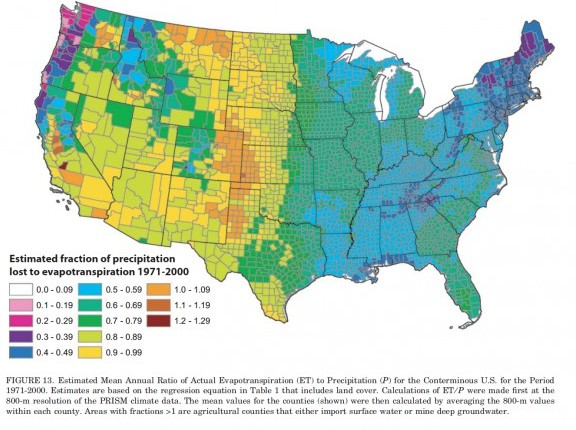 Estimated fraction of precipitation
lost to evapotranspiration 1971-2000
0.0 - 0.09
0.1 - 0.19
0.2 - 0.29
0.3 - 0.39
0.4 - 0.49
0.5 - 0.59
0.6 - 0.69
0.7 - 0.79
0.8 - 0.89
0.9 - 0.99
1.0 - 1.09
1.1 - 1.19
1.2 - 1.29
FIGURE 13. Estimated Mean Annual Ratio of Actual Evapotranspiration (ET) to Precipitation (P) for the Conterminous U.S. for the Period
1971-2000. Estimates are based on the regression equation in Table 1 that includes land cover. Calculations of ET/P were made first at the
800-m resolution of the PRISM climate data. The mean values for the counties (shown) were then calculated by averaging the 800-m values
within each county. Areas with fractions >1 are agricultural counties that either import surface water or mine deep groundwater.